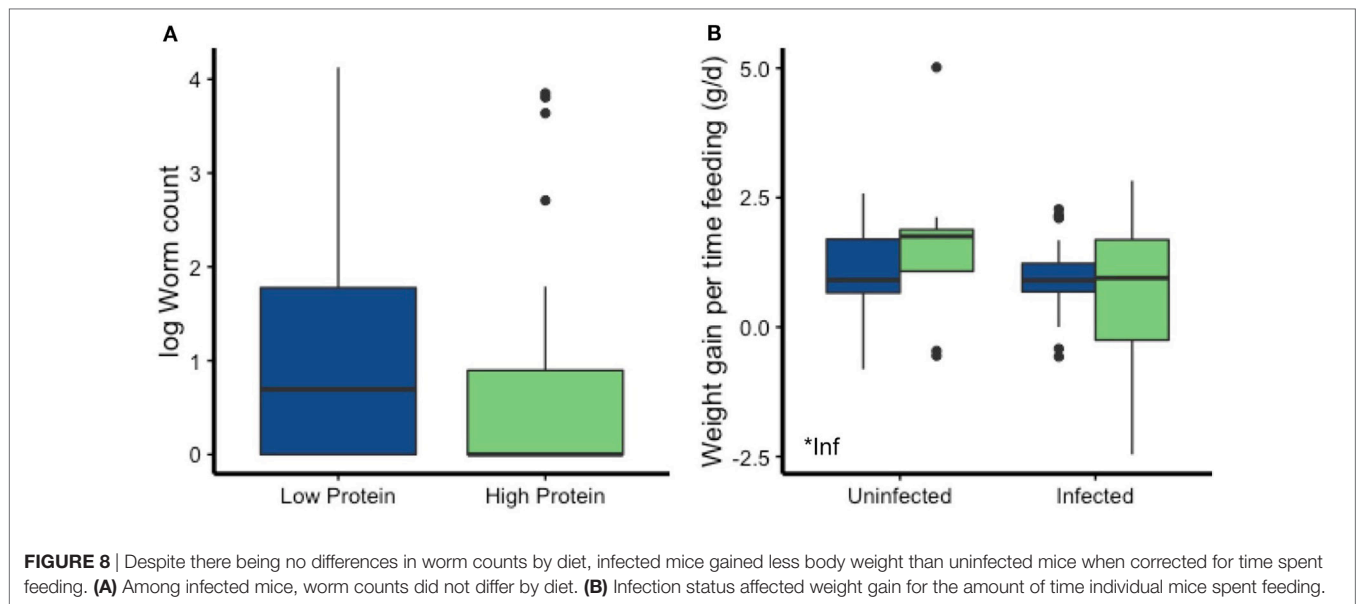 A
4
3
2
1
0
log Worm count
Low Protein
High Protein
B
5.0
2.5
0.0
-2.5
Weight gain per time feeding (g/d)
*Inf
Uninfected
Infected
FIGURE 8 | Despite there being no differences in worm counts by diet, infected mice gained less body weight than uninfected mice when corrected for time spent
feeding. (A) Among infected mice, worm counts did not differ by diet. (B) Infection status affected weight gain for the amount of time individual mice spent feeding.